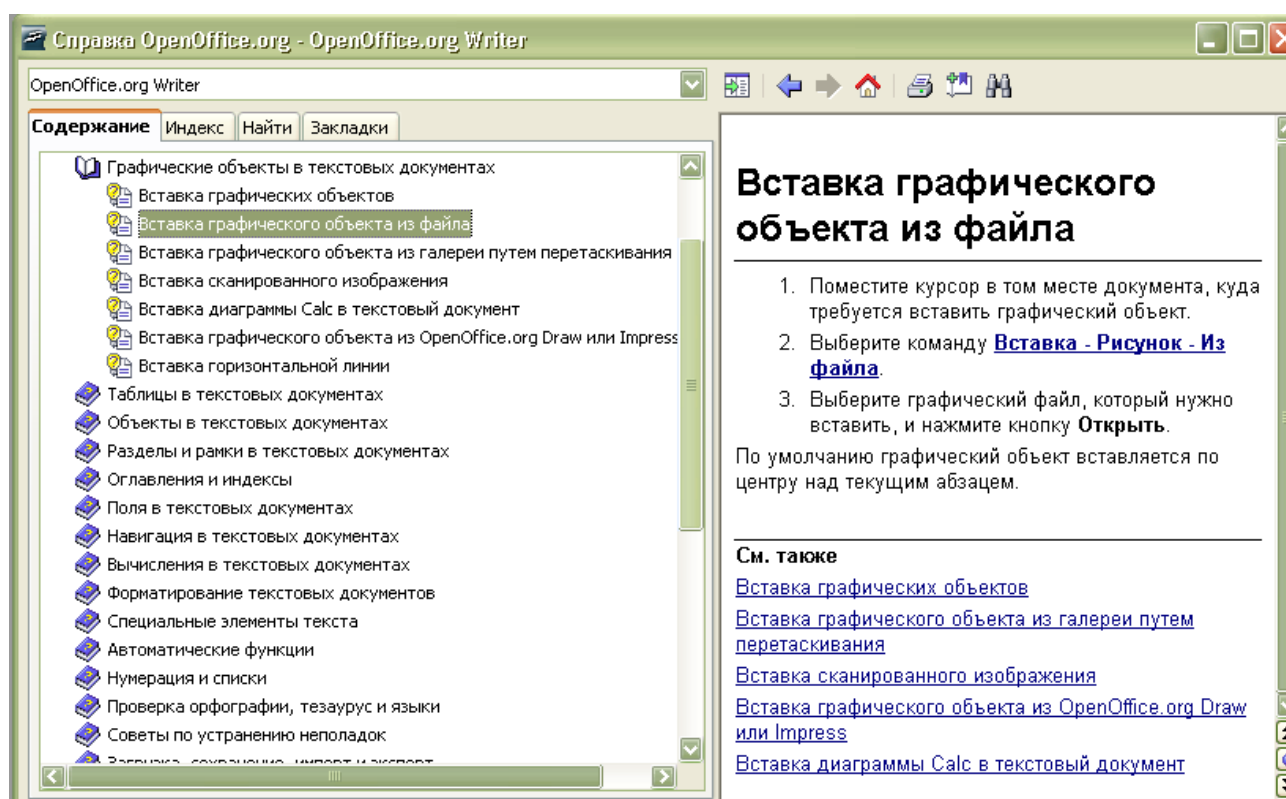 Справка OpenOffice.org - OpenOffice.org Writer
OpenOffice.org Writer
Содержание Индекс Найти Закладки
Графические объекты в текстовых документах
Вставка графических объектов
Вставка графического объекта из файла
Вставка графического объекта из галереи путем перетаскивания
Вставка сканированного изображения
Вставка диаграммы Calc в текстовый документ
Вставка графического объекта из OpenOffice.org Draw или Impress
Вставка горизонтальной линии
Таблицы в текстовых документах
Объекты в текстовых документах
Разделы и рамки в текстовых документах
Оглавления и индексы
Поля в текстовых документах
Навигация в текстовых документах
Вычисления в текстовых документах
Форматирование текстовых документов
Специальные элементы текста
Автоматические функции
Нумерация и списки
Проверка орфографии, тезаурус и языки
Советы по устранению неполадок
Загрузка, сохранение, импорт и экспорт
Вставка графического
объекта из файла
1. Поместите курсор в том месте документа, куда
требуется вставить графический объект.
2. Выберите команду Вставка - Рисунок - Из
файла.
3. Выберите графический файл, который нужно
вставить, и нажмите кнопку Открыть.
По умолчанию графический объект вставляется по
центру над текущим абзацем.
См. также
Вставка графических объектов
Вставка графического объекта из галереи путем
перетаскивания
Вставка сканированного изображения
Вставка графического объекта из OpenOffice.org Draw
или Impress
Вставка диаграммы Calc в текстовый документ